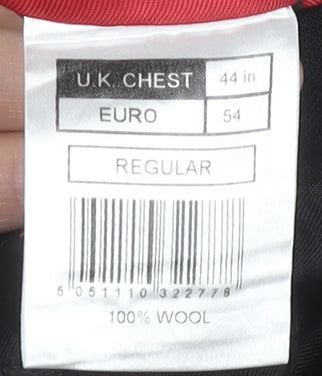 U.K. CHEST 44 in
EURO 54
REGULAR
5 051110 322778
100% WOOL